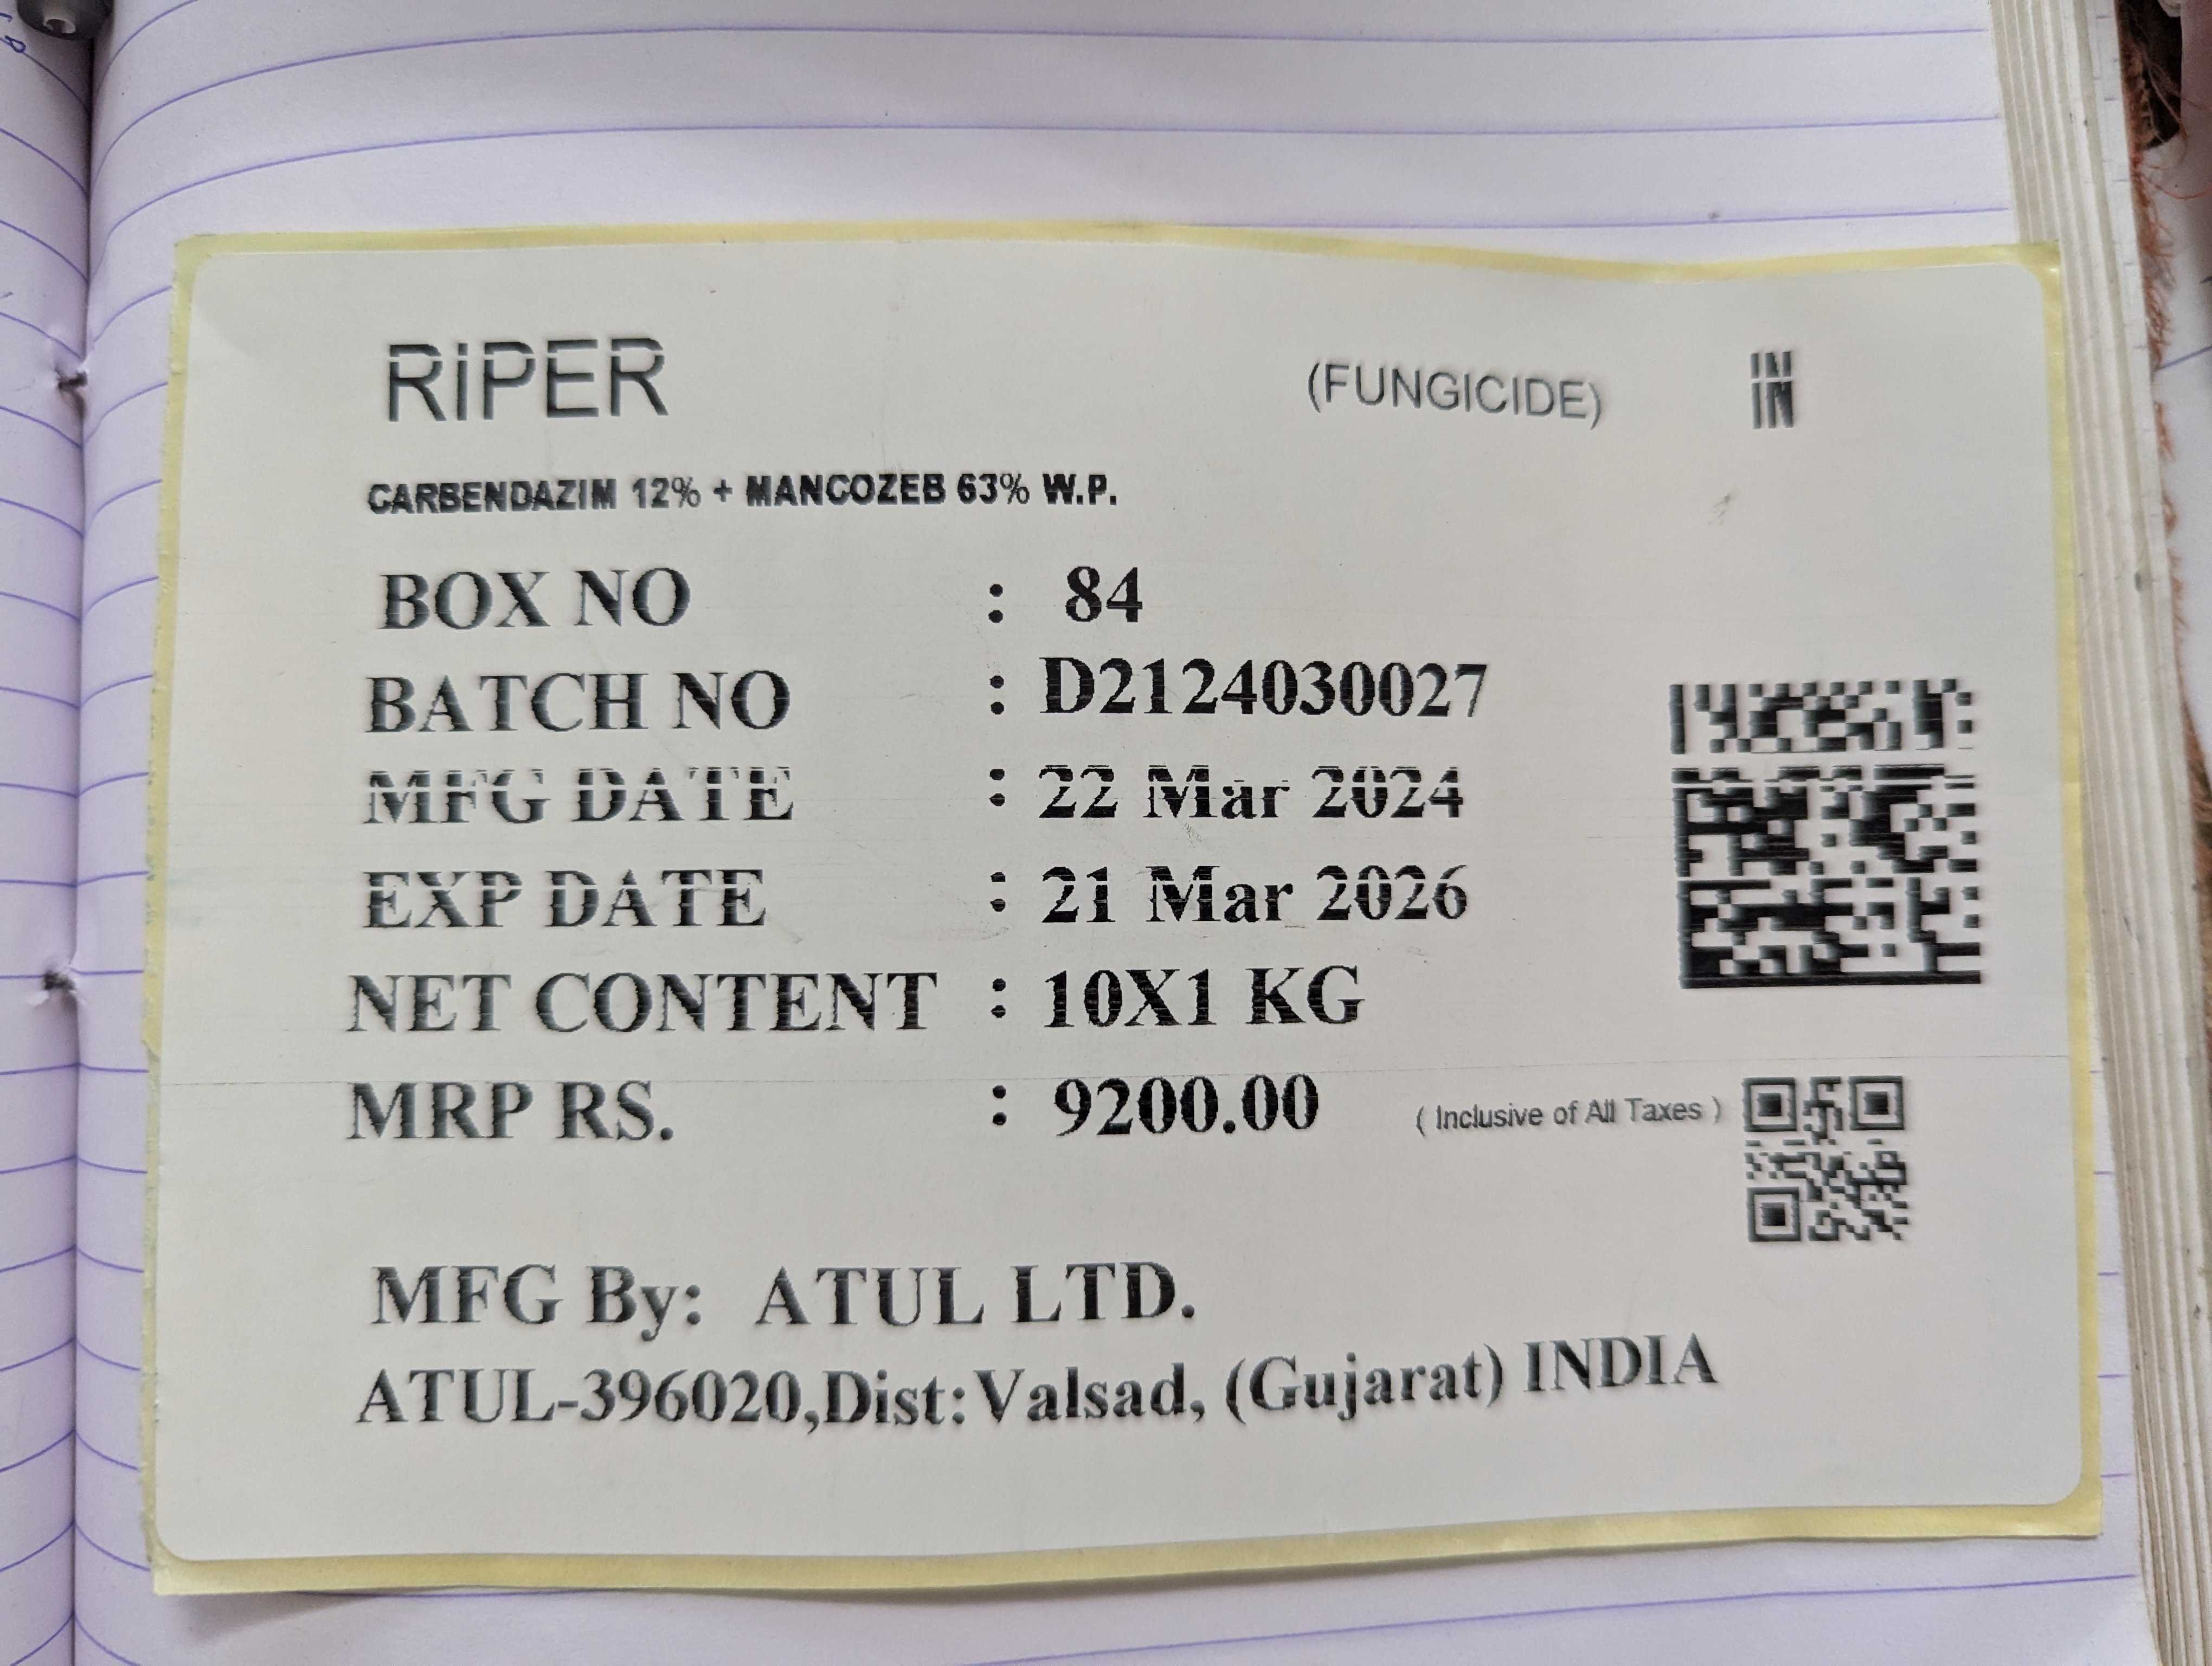 RiPER (FUNGICIDE) IN
CARBENDAZIM 12% + MANCOZEB 63% W.P.
BOX NO : 84
BATCH NO : D2124030027
MFG DATE : 22 Mar 2024
EXP DATE : 21 Mar 2026
NET CONTENT : 10X1 KG
MRP RS. : 9200.00 ( Inclusive of All Taxes )
MFG By: ATUL LTD.
ATUL-396020,Dist:Valsad, (Gujarat) INDIA